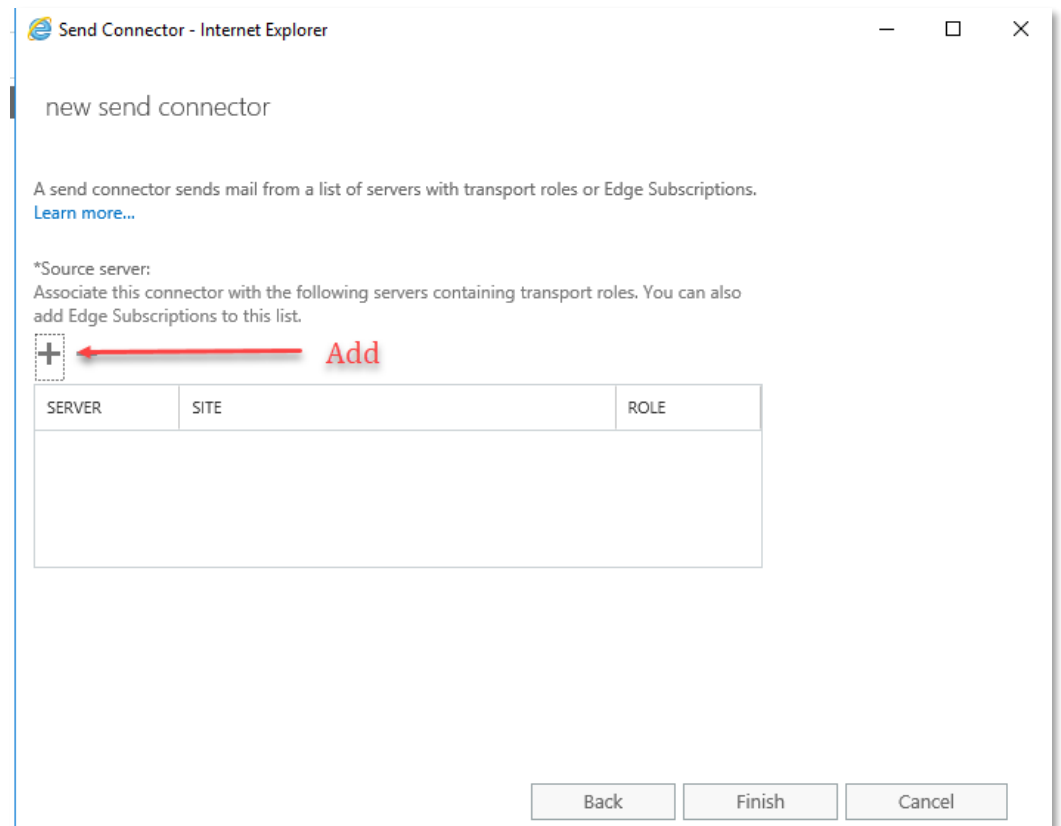 Send Connector - Internet Explorer
new send connector
A send connector sends mail from a list of servers with transport roles or Edge Subscriptions.
Learn more...
*Source server:
Associate this connector with the following servers containing transport roles. You can also
add Edge Subscriptions to this list.
Add
SERVER SITE ROLE
Back Finish Cancel